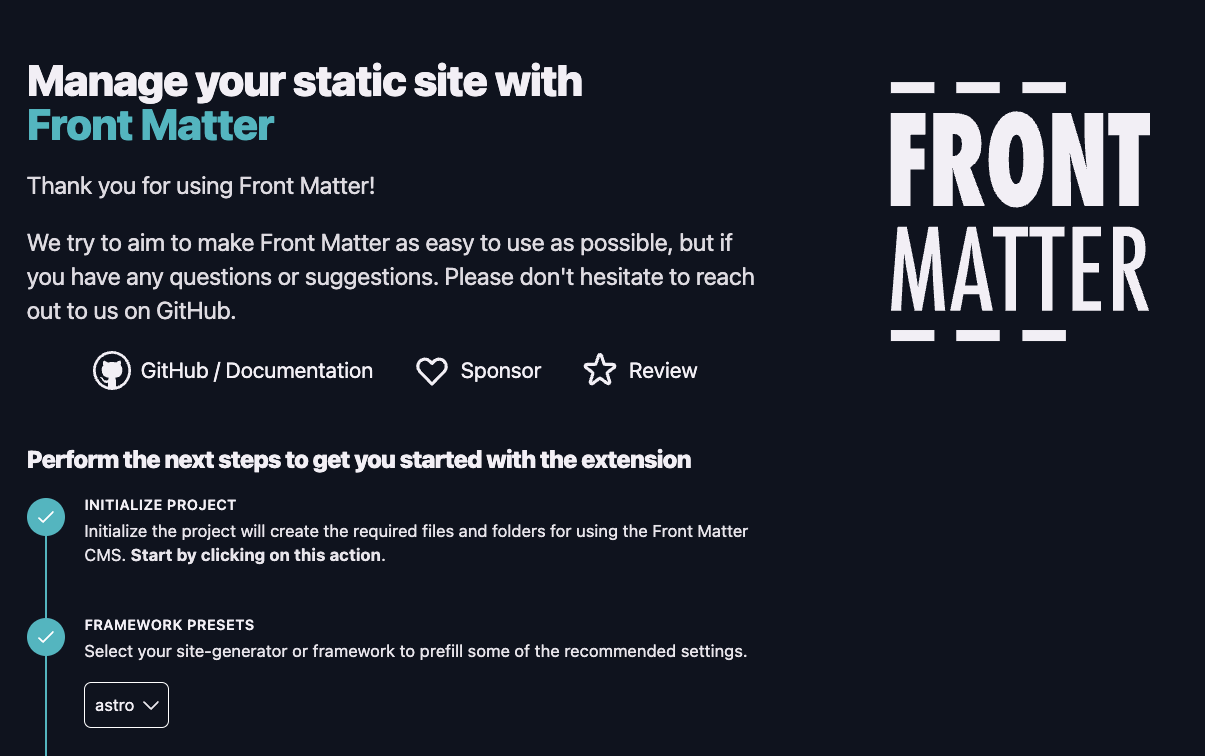 Manage your static site with
Front Matter
Thank you for using Front Matter!
We try to aim to make Front Matter as easy to use as possible, but if
you have any questions or suggestions. Please don't hesitate to reach
out to us on GitHub.
GitHub / Documentation
Sponsor
Review
FRONT
MATTER
Perform the next steps to get you started with the extension
INITIALIZE PROJECT
Initialize the project will create the required files and folders for using the Front Matter
CMS. Start by clicking on this action.
FRAMEWORK PRESETS
Select your site-generator or framework to prefill some of the recommended settings.
astro